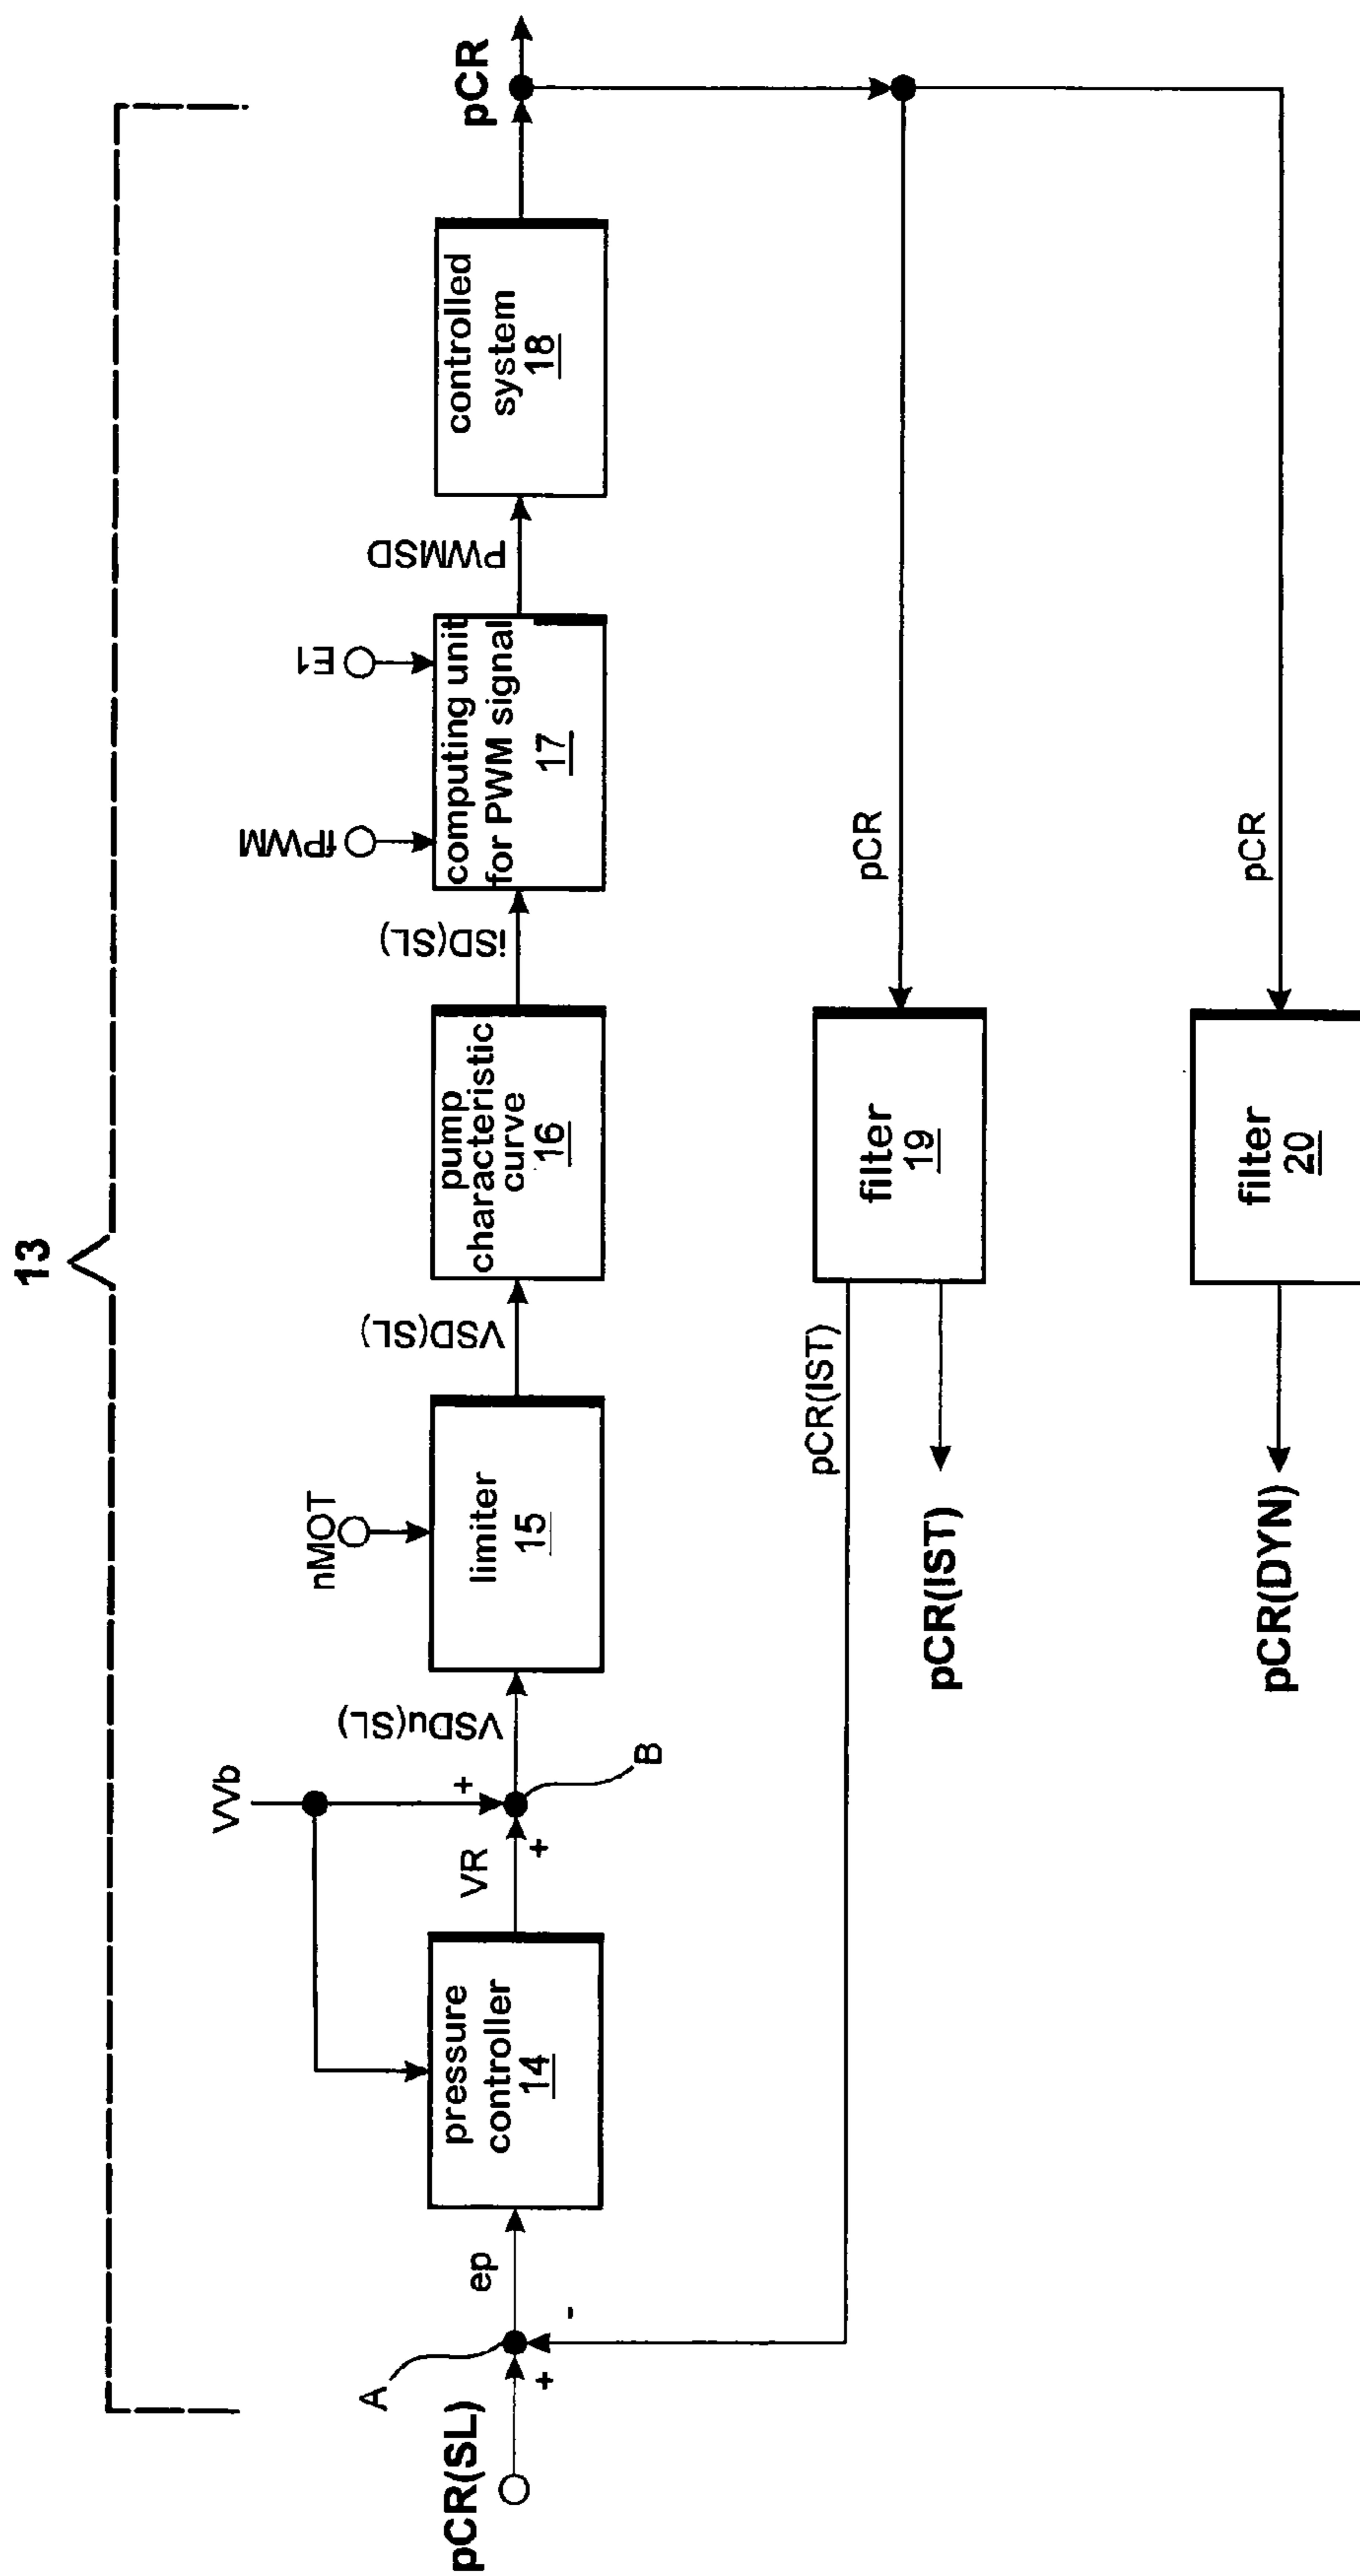 13
pCR(SL)
+
A
-
ep
pressure
controller
14
VR
+
VVb
+
B
VSDu(SL)
nMOT
limiter
15
VSD(SL)
pump
characteristic
curve
16
iSD(SL)
fPWM
E1
computing unit
for PWM signal
17
PWMSD
controlled
system
18
pCR
pCR(IST)
pCR(IST)
filter
19
pCR
pCR(DYN)
filter
20
pCR